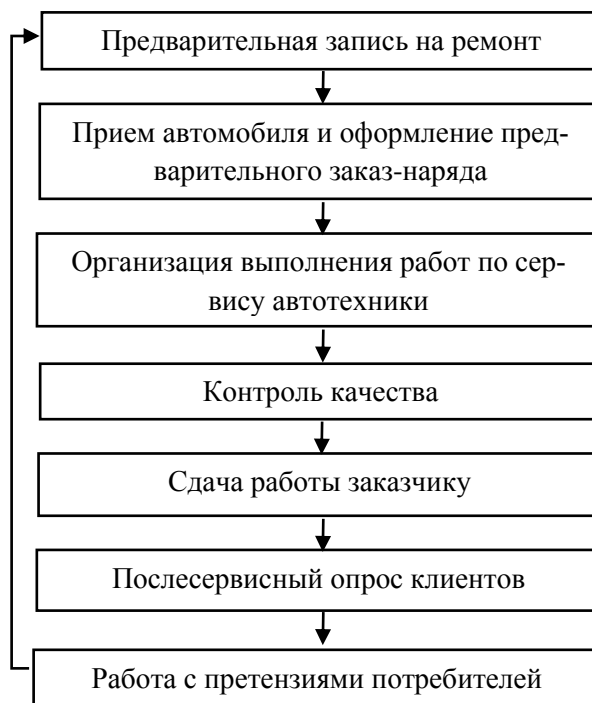 Предварительная запись на ремонт
Прием автомобиля и оформление пред-
варительного заказ-наряда
Организация выполнения работ по сер-
вису автотехники
Контроль качества
Сдача работы заказчику
Послесервисный опрос клиентов
Работа с претензиями потребителей